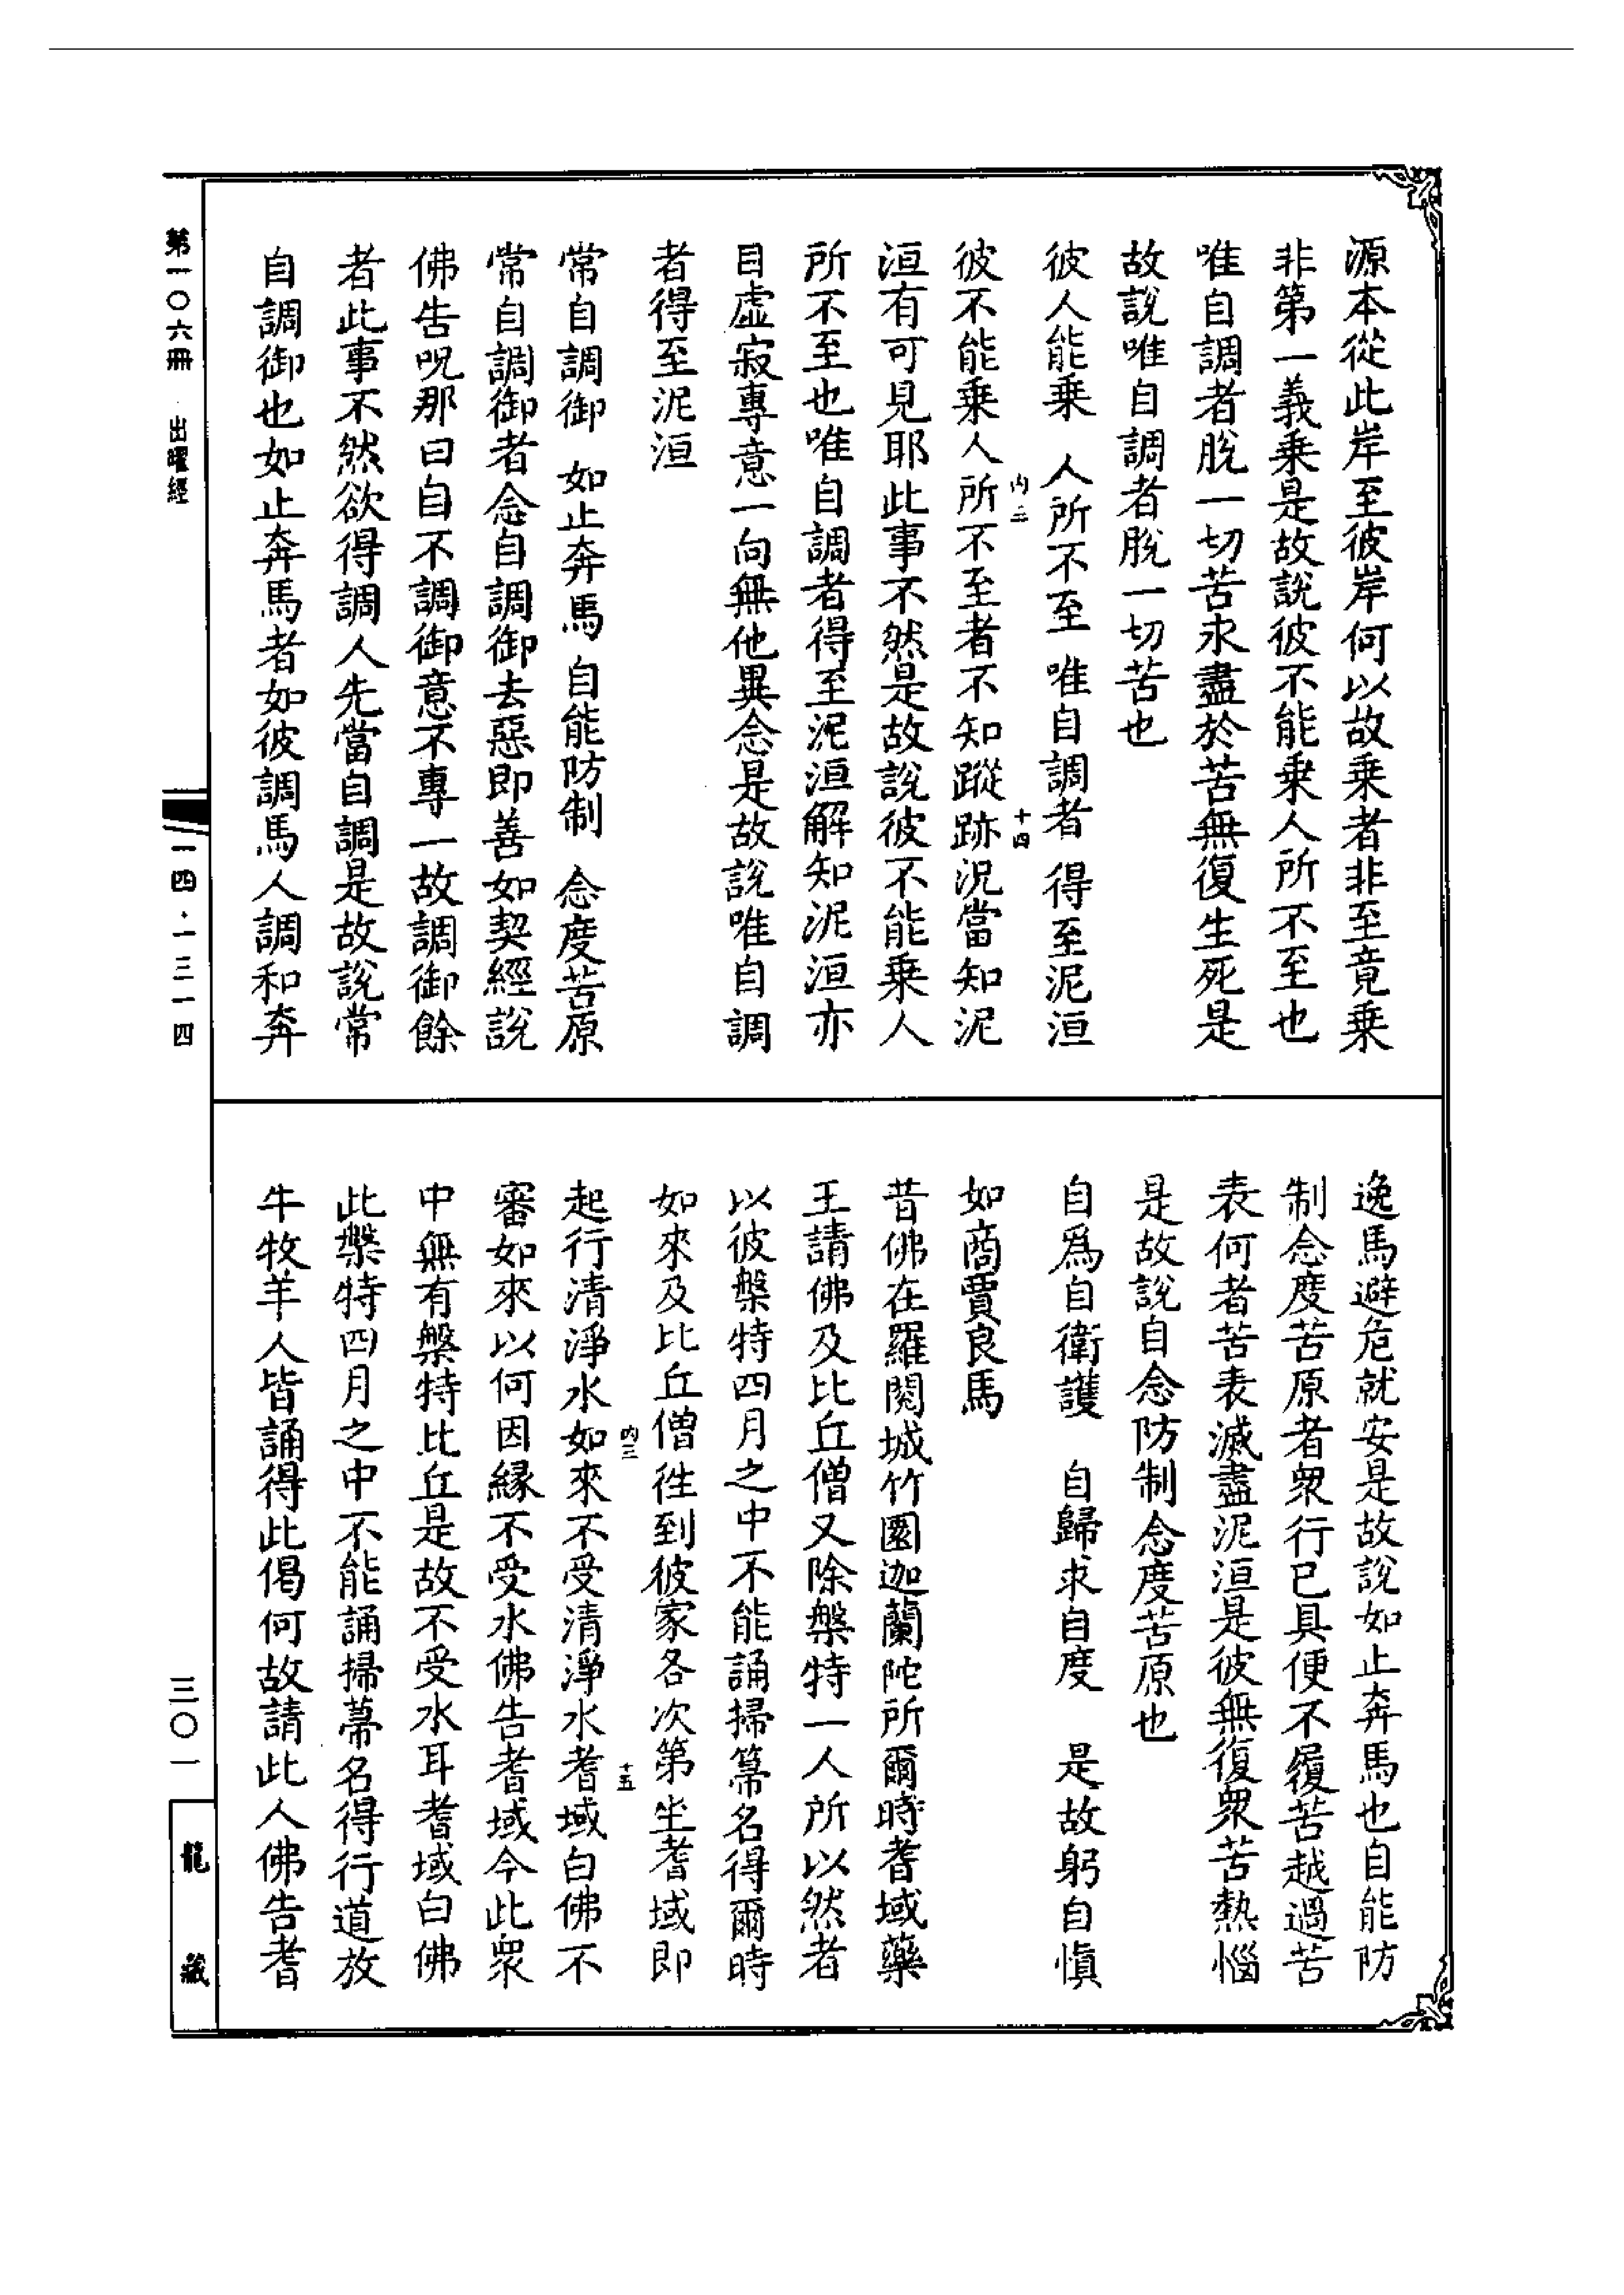 源本從此岸至彼岸何以故乗者非至竟乗
非第一義乗是故說彼不能乗人所不至也
唯自調者脫一切苦永盡於苦無復生死是
故說唯自調者脫一切苦也
彼人能乗　人所不至　唯自調者　得至泥洹
彼不能乗人所不至者不知蹤跡況當知泥
洹有可見耶此事不然是故說彼不能乗人
所不至也唯自調者得至泥洹解知泥洹亦
目虛寂專意一向無他異念是故說唯自調
者得至泥洹
常自調御　如止奔馬　自能防制　念度苦原
常自調御者念自調御去惡即善如契經說
佛告呪那曰自不調御意不專一故調御餘
者此事不然欲得調人先當自調是故說常
自調御也如止奔馬者如彼調馬人調和奔
内三
十四
逸馬避危就安是故說如止奔馬也自能防
制念度苦原者衆行已具便不履苦越過苦
表何者苦表滅盡泥洹是彼無復衆苦熱惱
是故說自念防制念度苦原也
自爲自衛護　自歸求自度　是故躬自愼
如商賈良馬
昔佛在羅閱城竹園迦蘭陀所爾時耆域藥
王請佛及比丘僧又除槃特一人所以然者
以彼槃特四月之中不能誦掃箒名得爾時
如來及比丘僧徃到彼家各次第坐耆域即
起行清淨水如來不受清淨水耆域白佛不
審如來以何因緣不受水佛告耆域今此衆
中無有槃特比丘是故不受水耳耆域白佛
此槃特四月之中不能誦掃箒名得行道放
牛牧羊人皆誦得此偈何故請此人佛告耆
内三
十五
第一〇六冊　出曜經
一四·一三一四
三〇一
龍藏